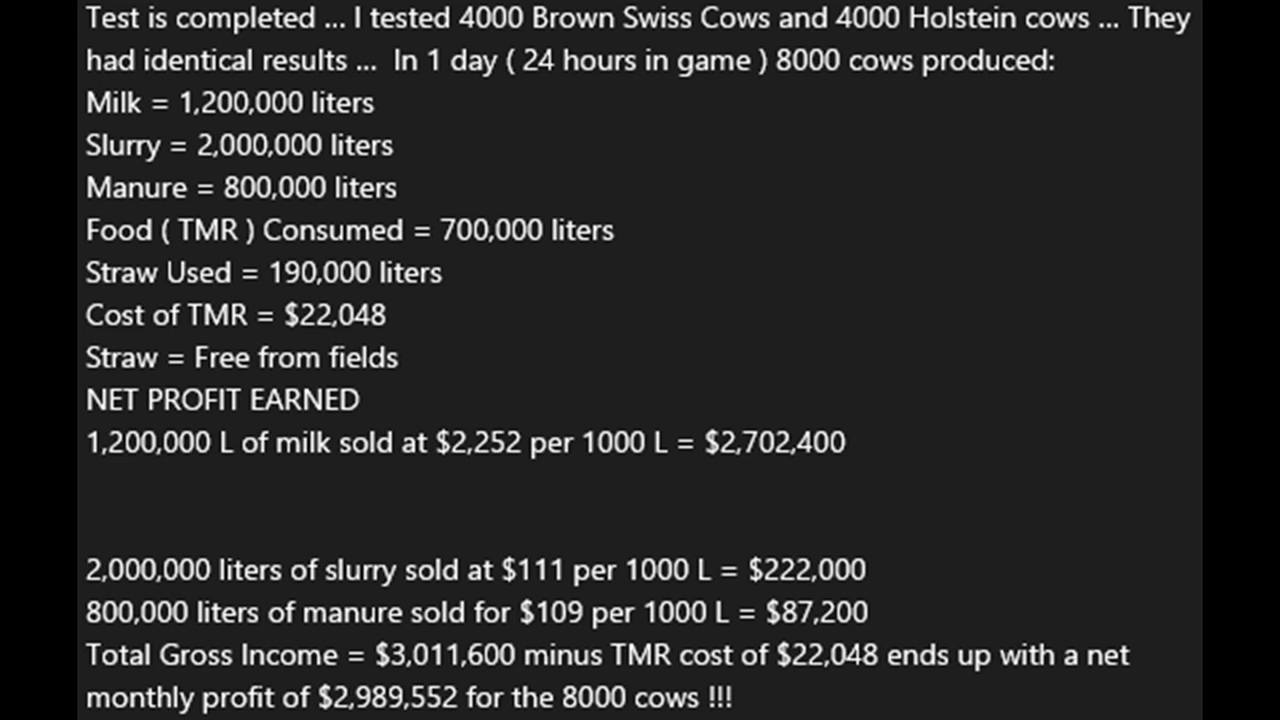 Test is completed ... I tested 4000 Brown Swiss Cows and 4000 Holstein cows ... They
had identical results ...  In 1 day ( 24 hours in game ) 8000 cows produced:
Milk = 1,200,000 liters
Slurry = 2,000,000 liters
Manure = 800,000 liters
Food ( TMR ) Consumed = 700,000 liters
Straw Used = 190,000 liters
Cost of TMR = $22,048
Straw = Free from fields
NET PROFIT EARNED
1,200,000 L of milk sold at $2,252 per 1000 L = $2,702,400
2,000,000 liters of slurry sold at $111 per 1000 L = $222,000
800,000 liters of manure sold for $109 per 1000 L = $87,200
Total Gross Income = $3,011,600 minus TMR cost of $22,048 ends up with a net
monthly profit of $2,989,552 for the 8000 cows !!!